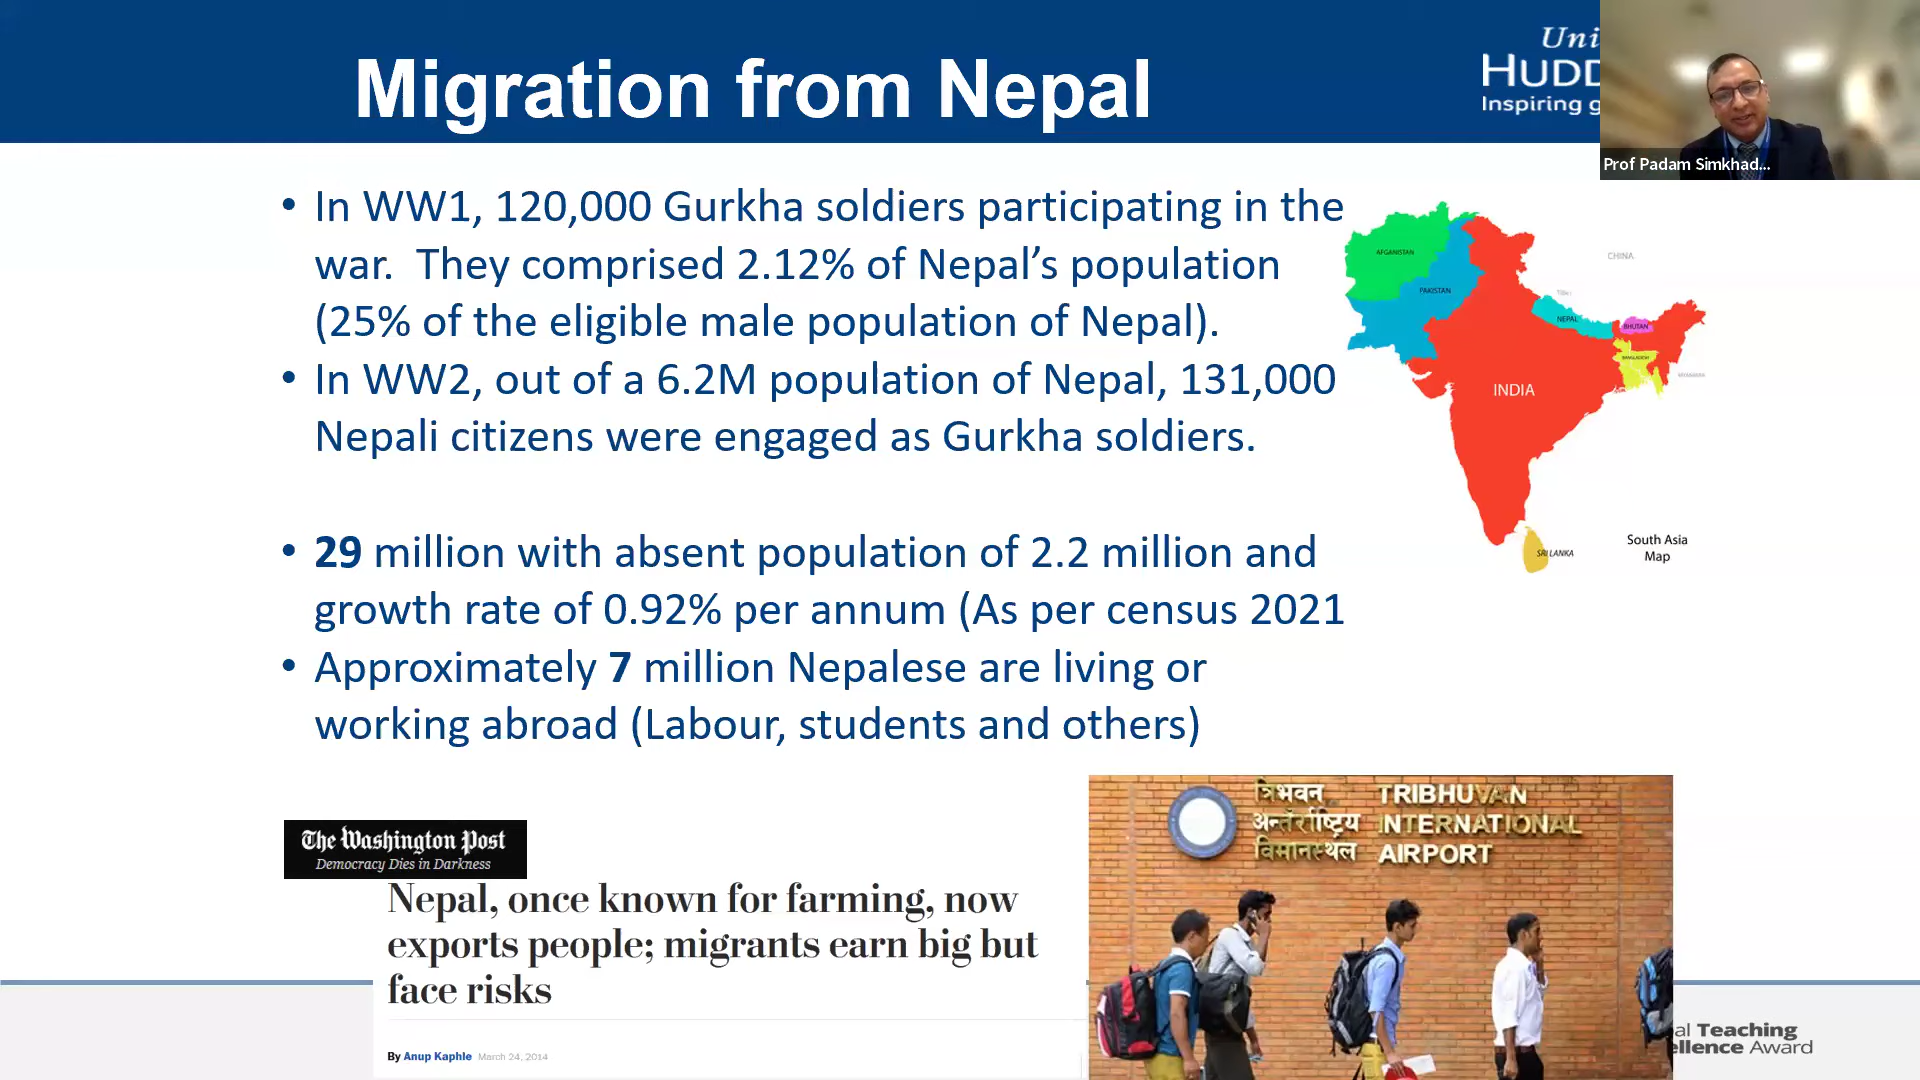 Migration from Nepal
Uni
HUDD
Inspiring g
Prof Padam Simkhad...
• In WW1, 120,000 Gurkha soldiers participating in the
war. They comprised 2.12% of Nepal’s population
(25% of the eligible male population of Nepal).
• In WW2, out of a 6.2M population of Nepal, 131,000
Nepali citizens were engaged as Gurkha soldiers.
• 29 million with absent population of 2.2 million and
growth rate of 0.92% per annum (As per census 2021
• Approximately 7 million Nepalese are living or
working abroad (Labour, students and others)
AFGANISTAN
CHINA
PAKISTAN
NEPAL
BHUTAN
BANGLADESH
MYANMAR
INDIA
SRI LANKA
South Asia
Map
The Washington Post
Democracy Dies in Darkness
Nepal, once known for farming, now
exports people; migrants earn big but
face risks
By Anup Kaphle March 24, 2014
त्रिभुवन
अन्तर्राष्ट्रिय
विमानस्थल
TRIBHUVAN
INTERNATIONAL
AIRPORT
al Teaching
ellence Award